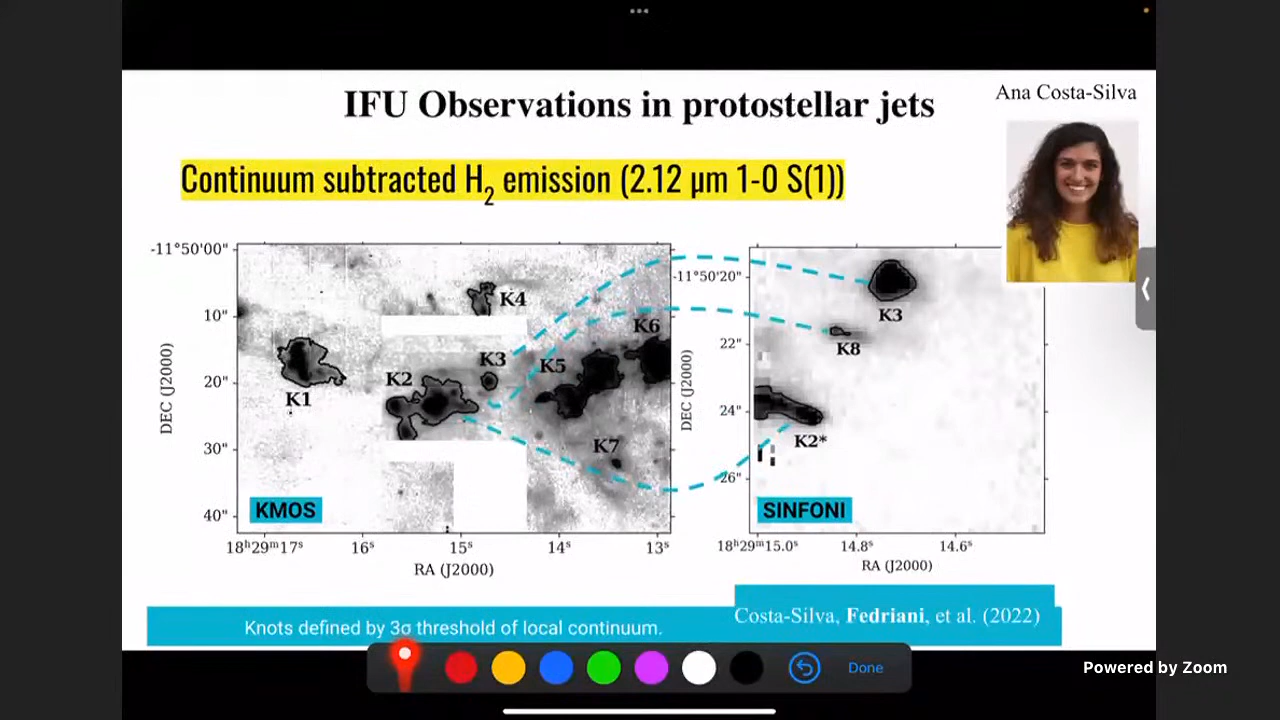 IFU Observations in protostellar jets
Ana Costa-Silva
Continuum subtracted H2 emission (2.12 μm 1-0 S(1))
-11°50'00"
10"
20"
30"
40"
DEC (J2000)
K1
K2
K3
K4
K5
K6
K7
KMOS
18h29m17s
16s
15s
14s
13s
RA (J2000)
-11°50'20"
22"
24"
26"
DEC (J2000)
K3
K8
K2*
SINFONI
18h29m15.0s
14.8s
14.6s
RA (J2000)
Knots defined by 3σ threshold of local continuum.
Costa-Silva, Fedriani, et al. (2022)
Done
Powered by Zoom